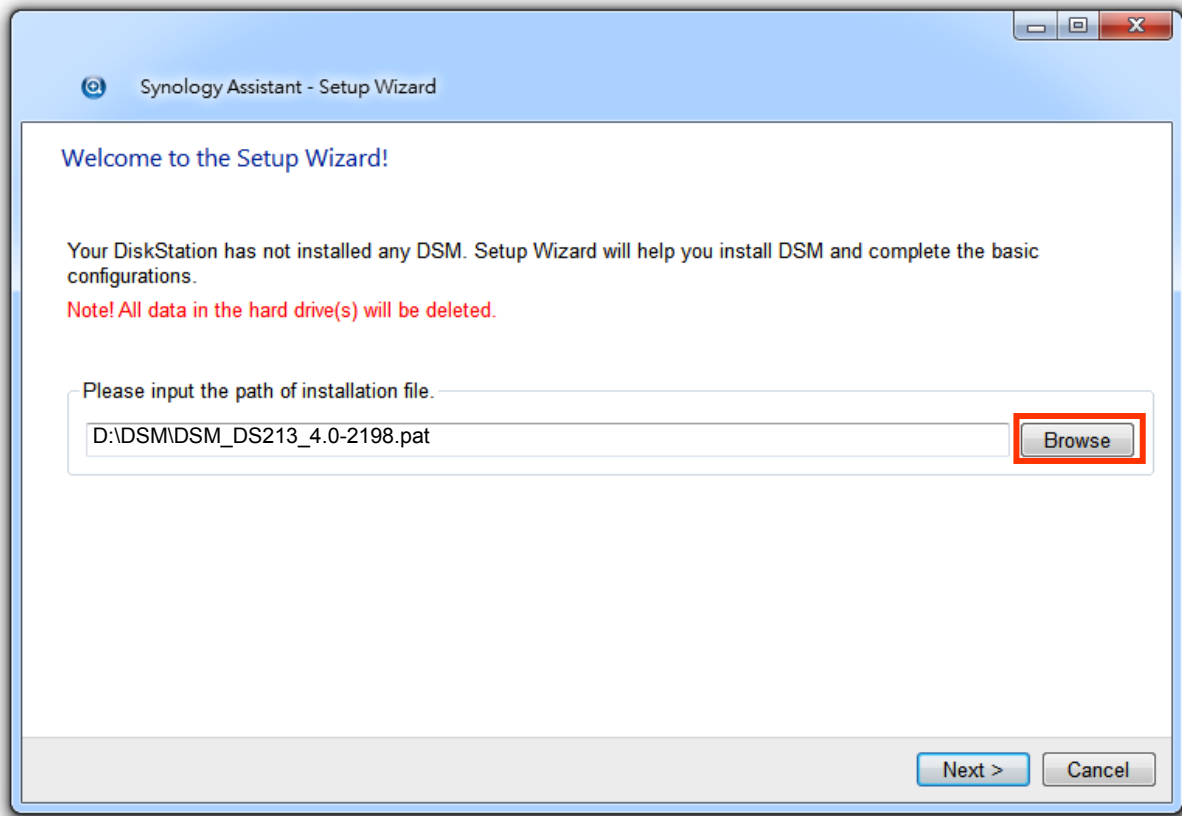 Synology Assistant - Setup Wizard
Welcome to the Setup Wizard!
Your DiskStation has not installed any DSM. Setup Wizard will help you install DSM and complete the basic
configurations.
Note! All data in the hard drive(s) will be deleted.
Please input the path of installation file.
D:\DSM\DSM_DS213_4.0-2198.pat
Browse
Next >
Cancel